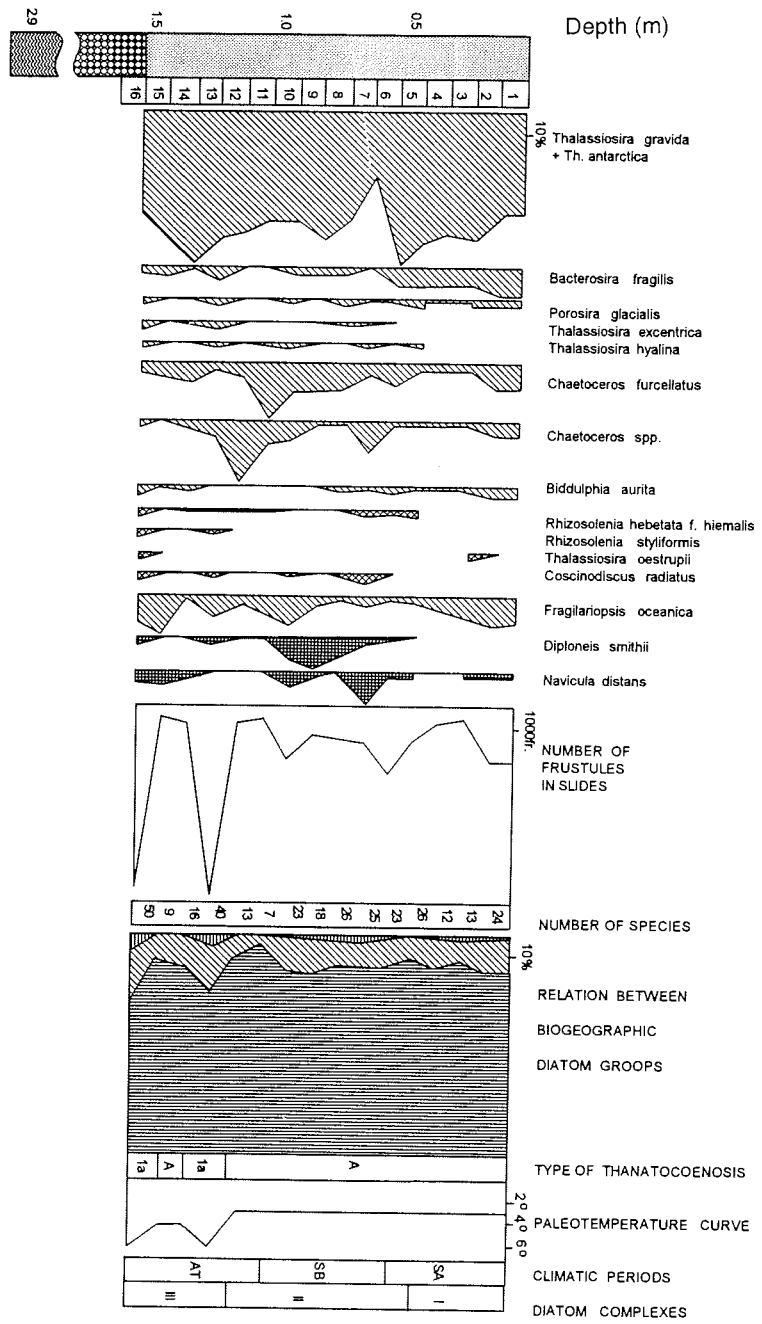 Depth (m)
0.5
1.0
1.5
2.9
1 2 3 4 5 6 7 8 9 10 11 12 13 14 15 16
10%
Thalassiosira gravida
+ Th. antarctica
Bacterosira fragilis
Porosira glacialis
Thalassiosira excentrica
Thalassiosira hyalina
Chaetoceros furcellatus
Chaetoceros spp.
Biddulphia aurita
Rhizosolenia hebetata f. hiemalis
Rhizosolenia styliformis
Thalassiosira oestrupii
Coscinodiscus radiatus
Fragilariopsis oceanica
Diploneis smithii
Navicula distans
1000fr.
NUMBER OF
FRUSTULES
IN SLIDES
24 13 12 26 23 25 26 18 23 7 13 40 16 9 50
NUMBER OF SPECIES
10%
RELATION BETWEEN
BIOGEOGRAPHIC
DIATOM GROOPS
A 1a A 1a
TYPE OF THANATOCOENOSIS
2° 4° 6°
PALEOTEMPERATURE CURVE
SA SB AT
CLIMATIC PERIODS
I II III
DIATOM COMPLEXES